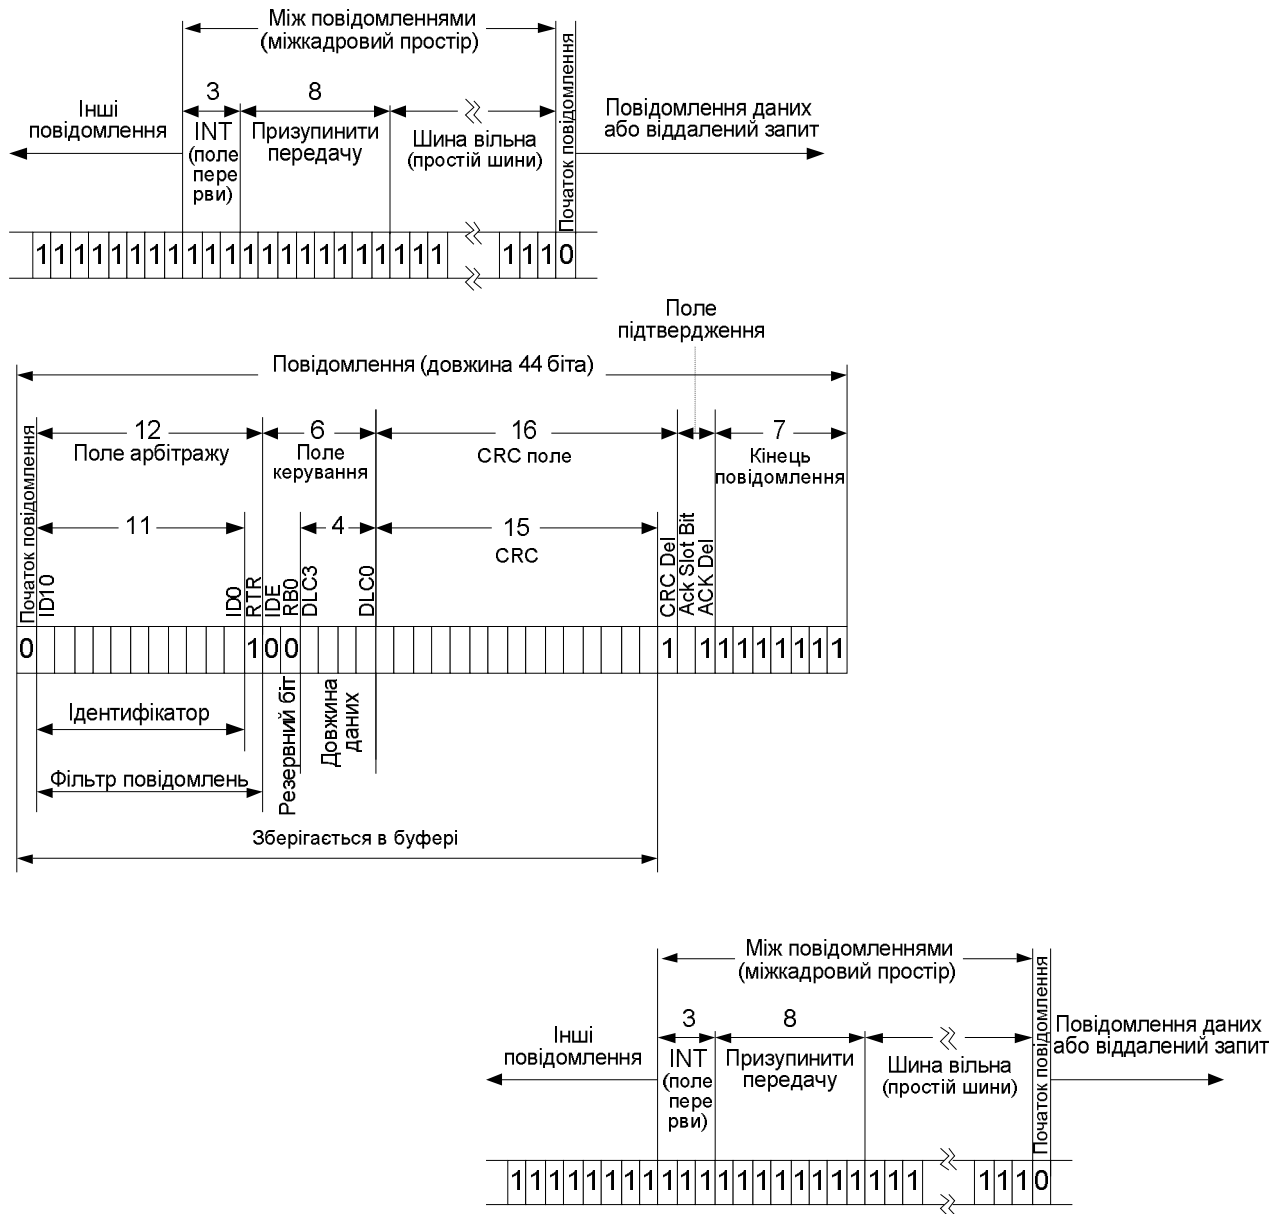 Між повідомленнями
(міжкадровий простір)
3
8
Інші
повідомлення
INT
(поле
пере
рви)
Призупинити
передачу
Шина вільна
(простій шини)
Початок повідомлення
Повідомлення даних
або віддалений запит
1 1 1 1 1 1 1 1 1 1 1 1 1 1 1 1 1 1 1 1 1 1 1 1 1 0
Поле
підтвердження
Повідомлення (довжина 44 біта)
Початок повідомлення
12
Поле арбітражу
6
Поле
керування
16
CRC поле
7
Кінець
повідомлення
11
4
15
CRC
ID10
ID0
RTR
IDE
RB0
DLC3
DLC0
CRC Del
Ack Slot Bit
ACK Del
0 1 0 0 1 1 1 1 1 1 1 1 1
Ідентифікатор
Резервний біт
Довжина
даних
Фільтр повідомлень
Зберігається в буфері
Між повідомленнями
(міжкадровий простір)
3
8
Інші
повідомлення
INT
(поле
пере
рви)
Призупинити
передачу
Шина вільна
(простій шини)
Початок повідомлення
Повідомлення даних
або віддалений запит
1 1 1 1 1 1 1 1 1 1 1 1 1 1 1 1 1 1 1 1 1 1 1 1 1 0